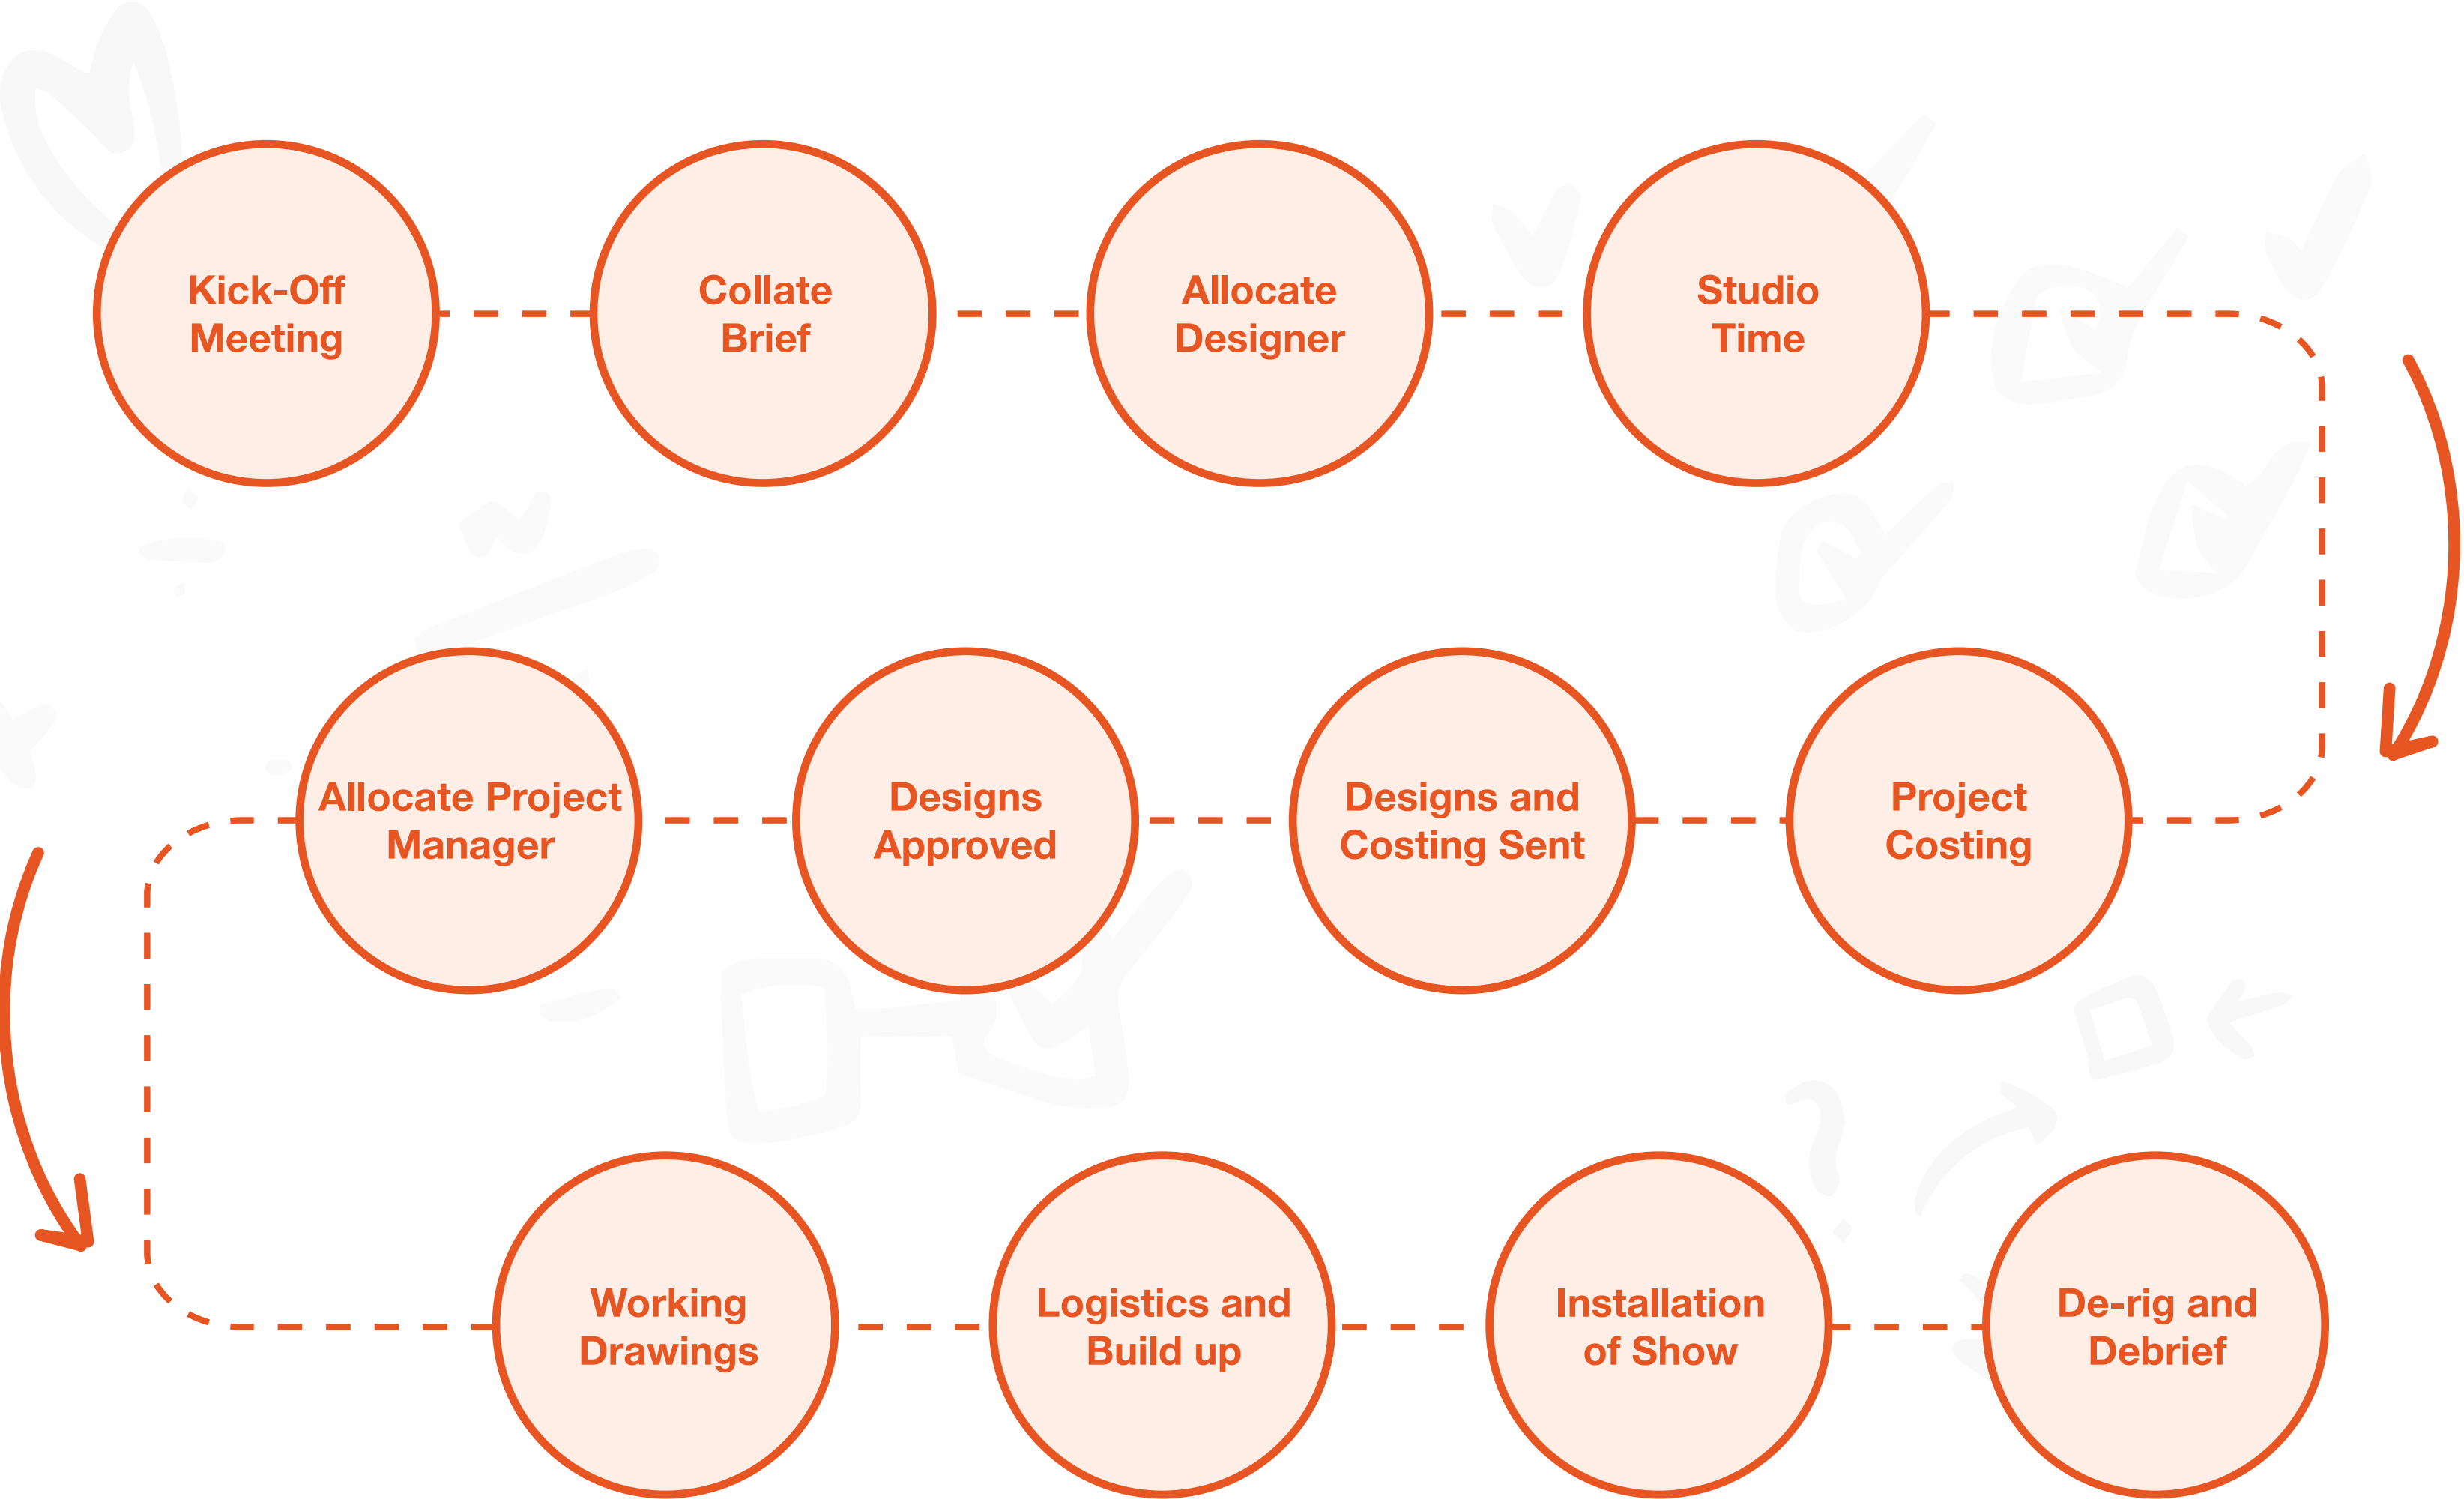 Kick-Off
Meeting
Collate
Brief
Allocate
Designer
Studio
Time
Allocate Project
Manager
Designs
Approved
Designs and
Costing Sent
Project
Costing
Working
Drawings
Logistics and
Build up
Installation
of Show
De-rig and
Debrief